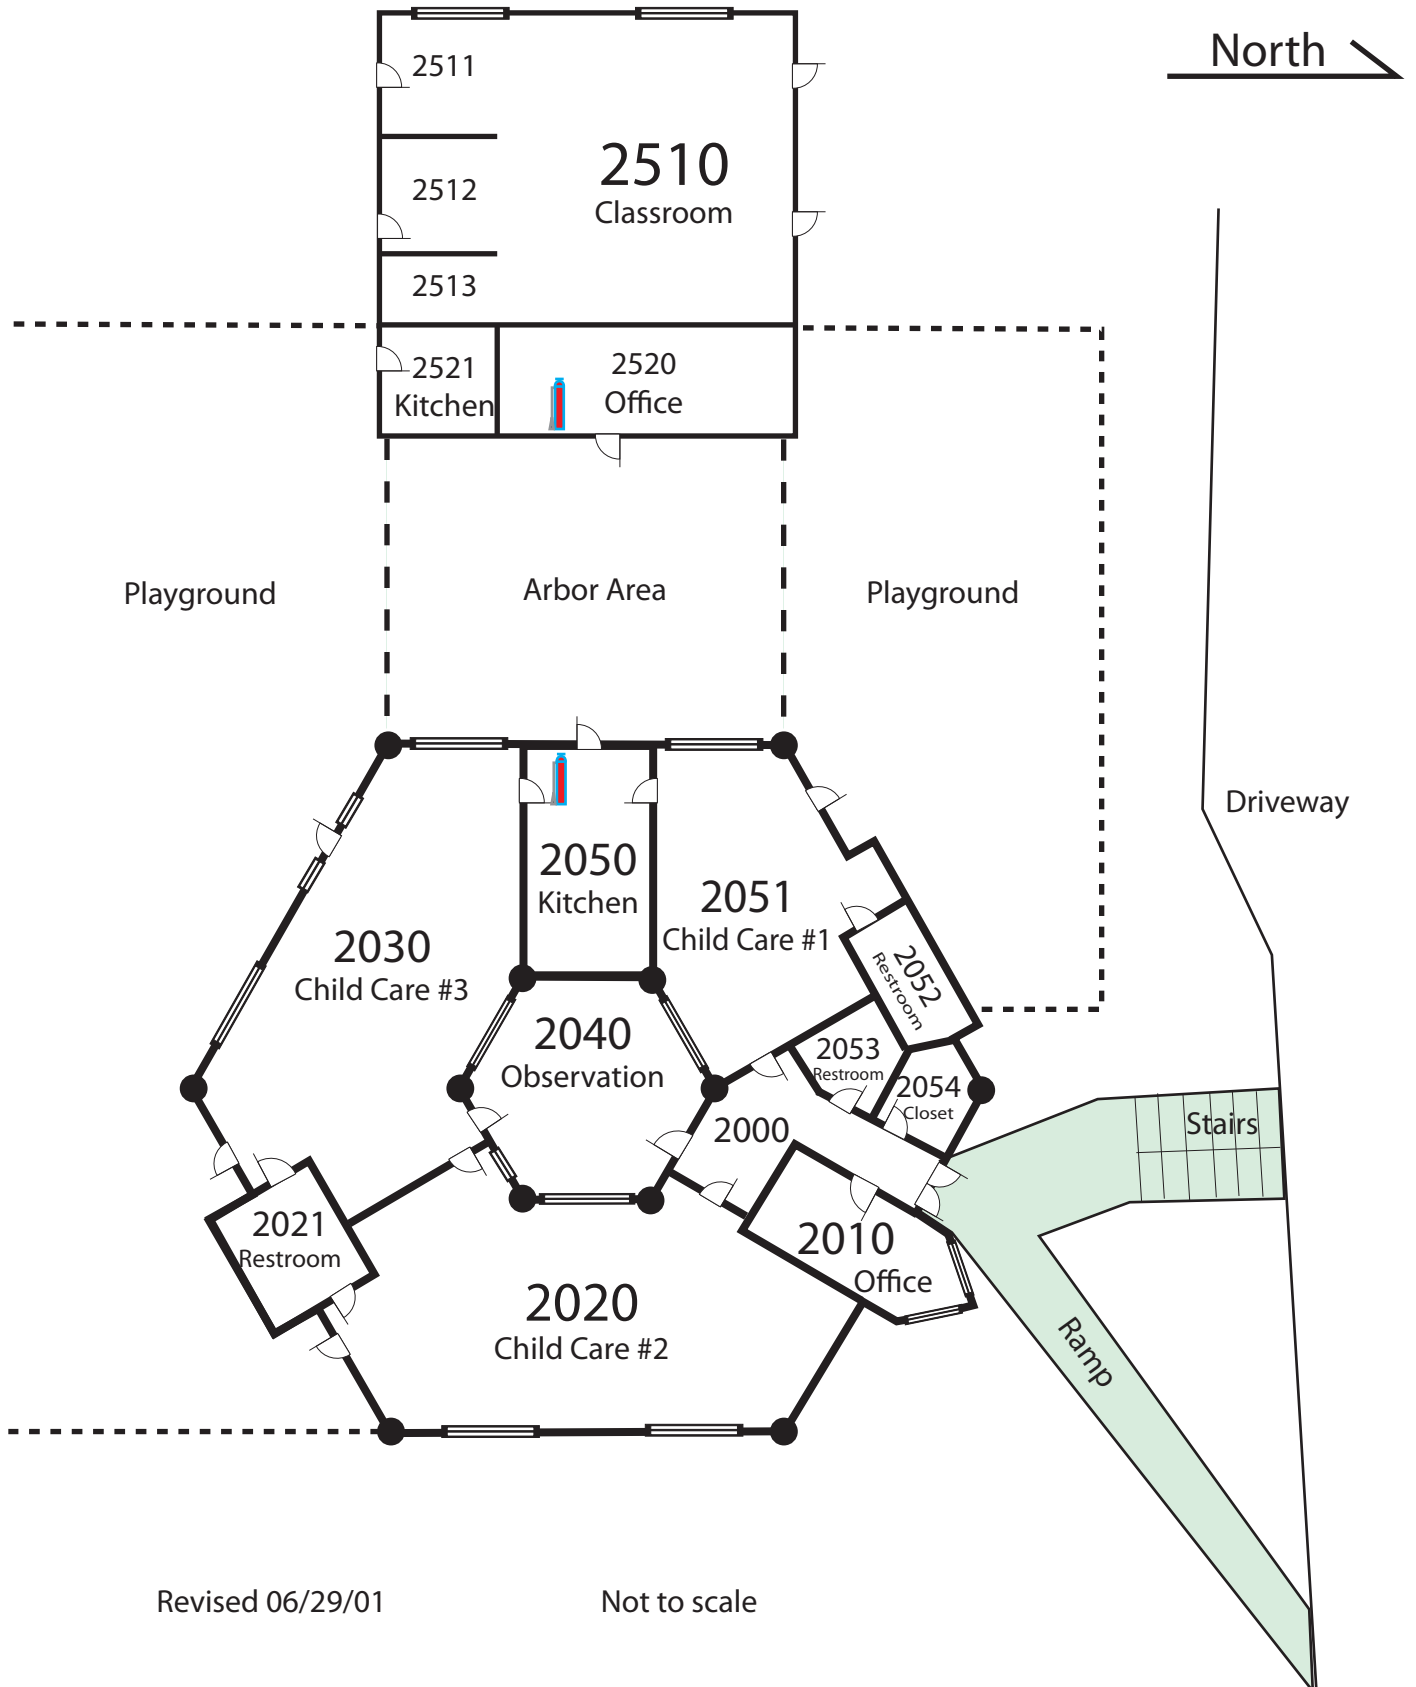 North
2511
2510
Classroom
2512
2513
2521
Kitchen
2520
Office
Playground
Arbor Area
Playground
Driveway
2050
Kitchen
2051
Child Care #1
2030
Child Care #3
2052
Restroom
2040
Observation
2053
Restroom
2054
Closet
2000
Stairs
2021
Restroom
2010
Office
2020
Child Care #2
Ramp
Revised 06/29/01
Not to scale